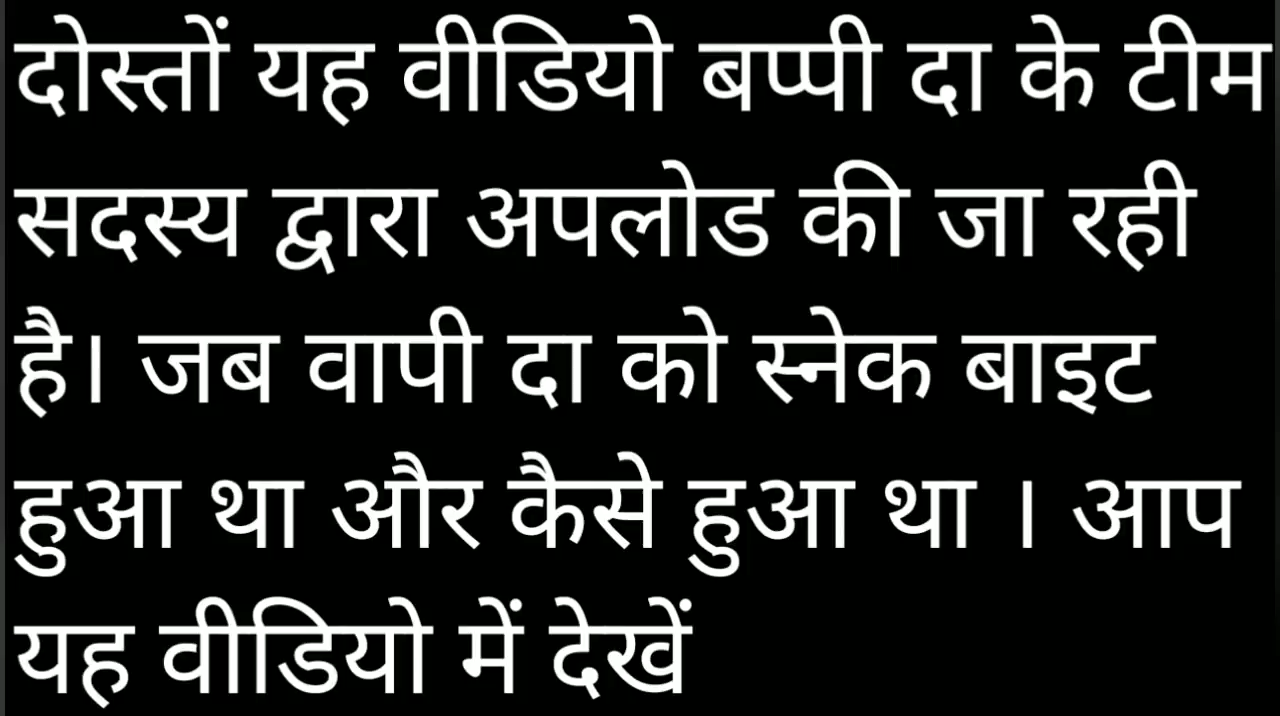 दोस्तों यह वीडियो बप्पी दा के टीम
सदस्य द्वारा अपलोड की जा रही
है। जब वापी दा को स्नेक बाइट
हुआ था और कैसे हुआ था । आप
यह वीडियो में देखें